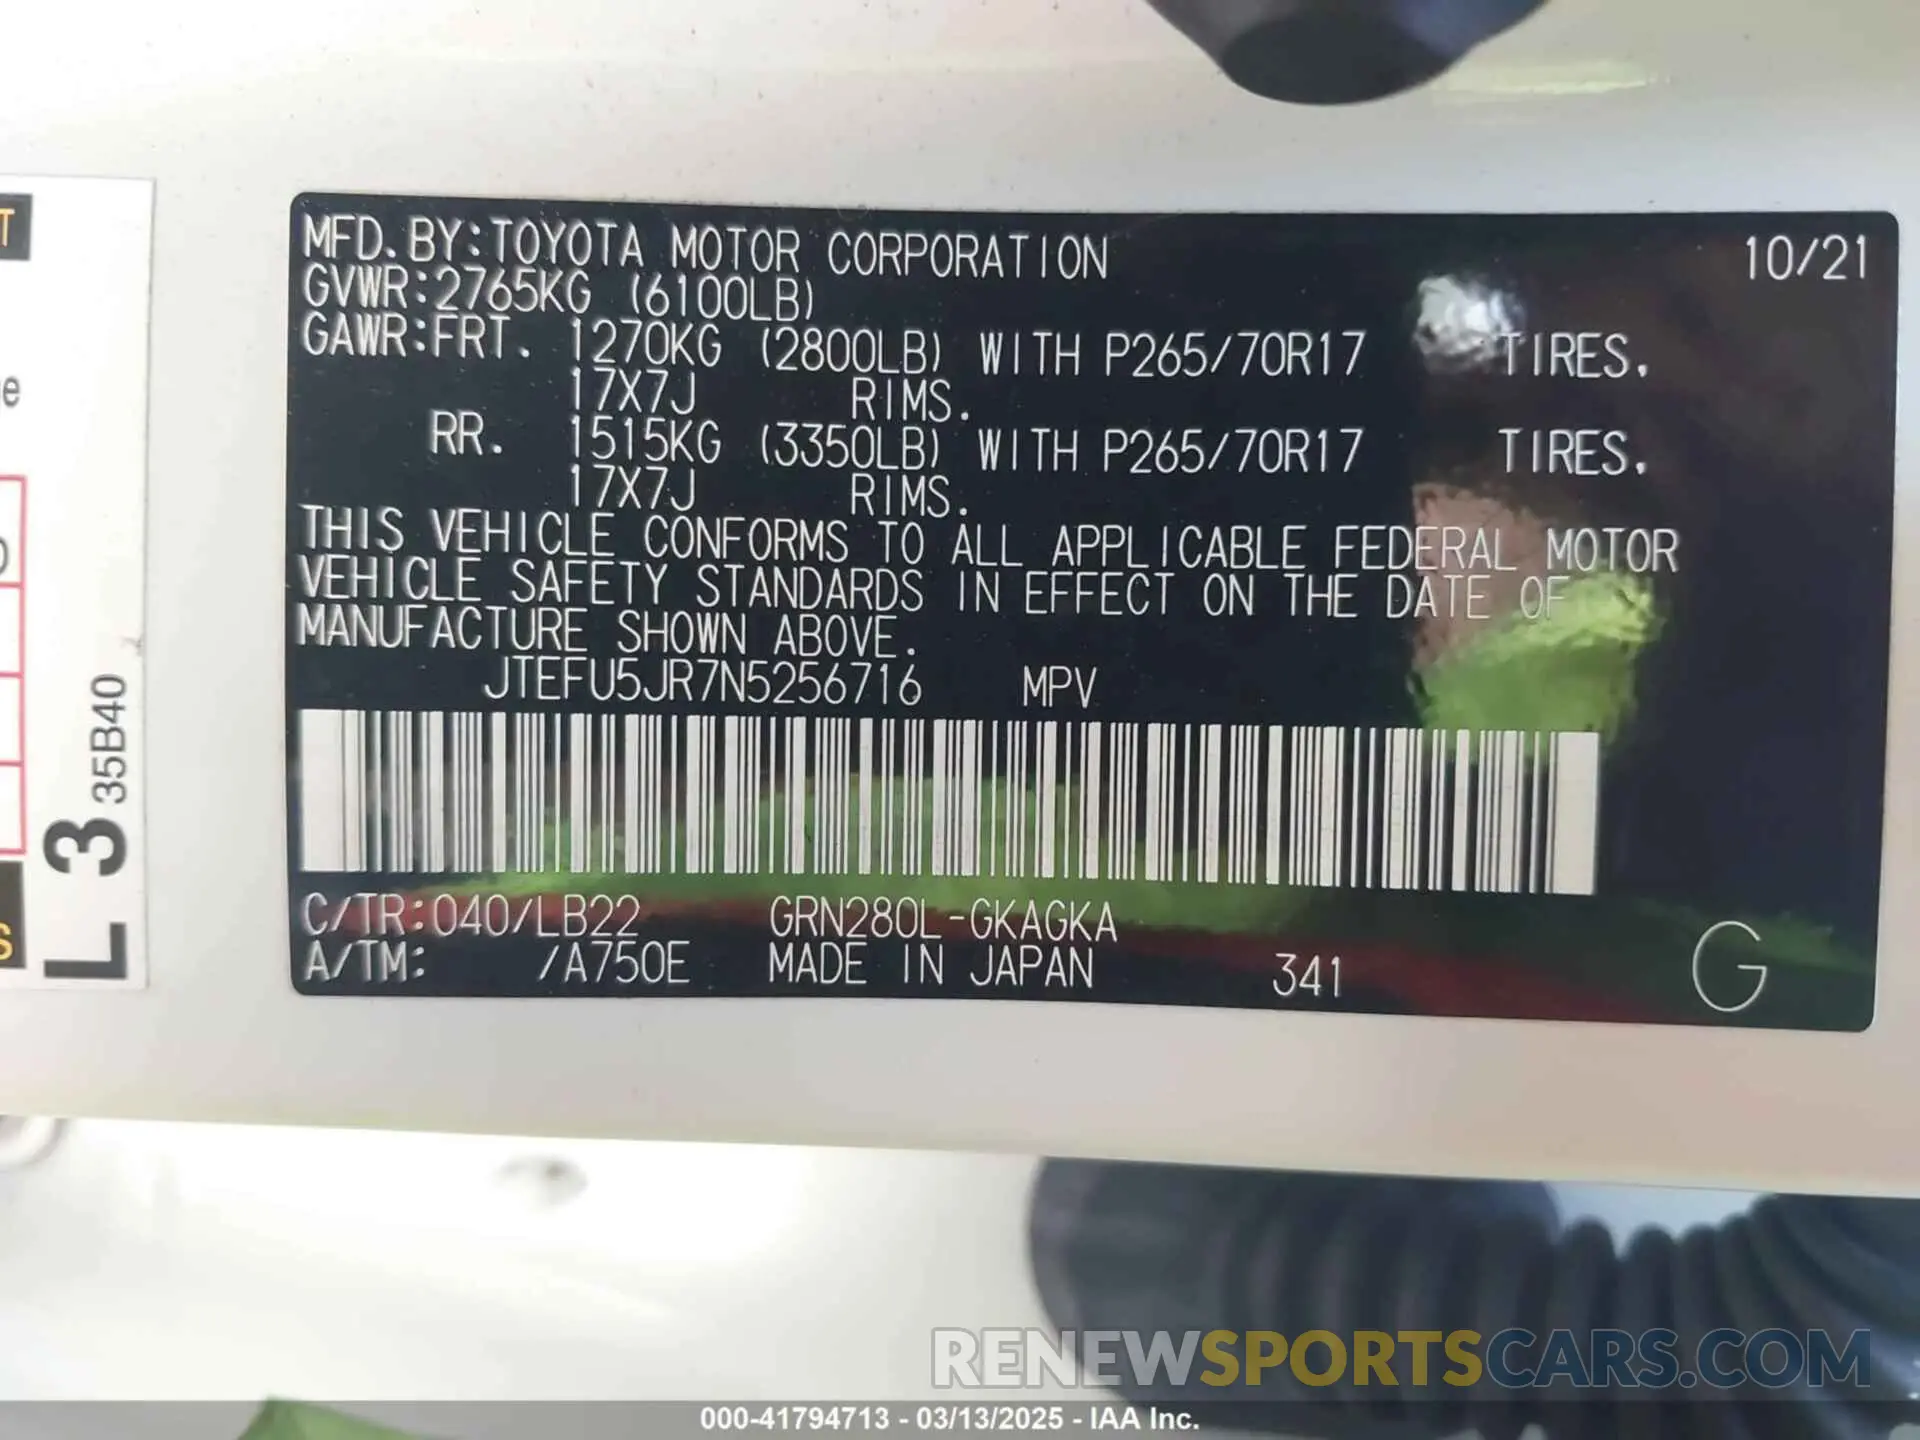 MFD. BY: TOYOTA MOTOR CORPORATION 10/21
GVWR: 2765KG (6100LB)
GAWR: FRT. 1270KG (2800LB) WITH P265/70R17 TIRES.
17X7J RIMS.
RR. 1515KG (3350LB) WITH P265/70R17 TIRES.
17X7J RIMS.
THIS VEHICLE CONFORMS TO ALL APPLICABLE FEDERAL MOTOR
VEHICLE SAFETY STANDARDS IN EFFECT ON THE DATE OF
MANUFACTURE SHOWN ABOVE.
JTEFU5JR7N5256716 MPV
C/TR: 040/LB22 GRN280L-GKAGKA
A/TM: /A750E MADE IN JAPAN 341 G
L 3 35B40
RENEWSPORTSCARS.COM
000-41794713 - 03/13/2025 - IAA Inc.